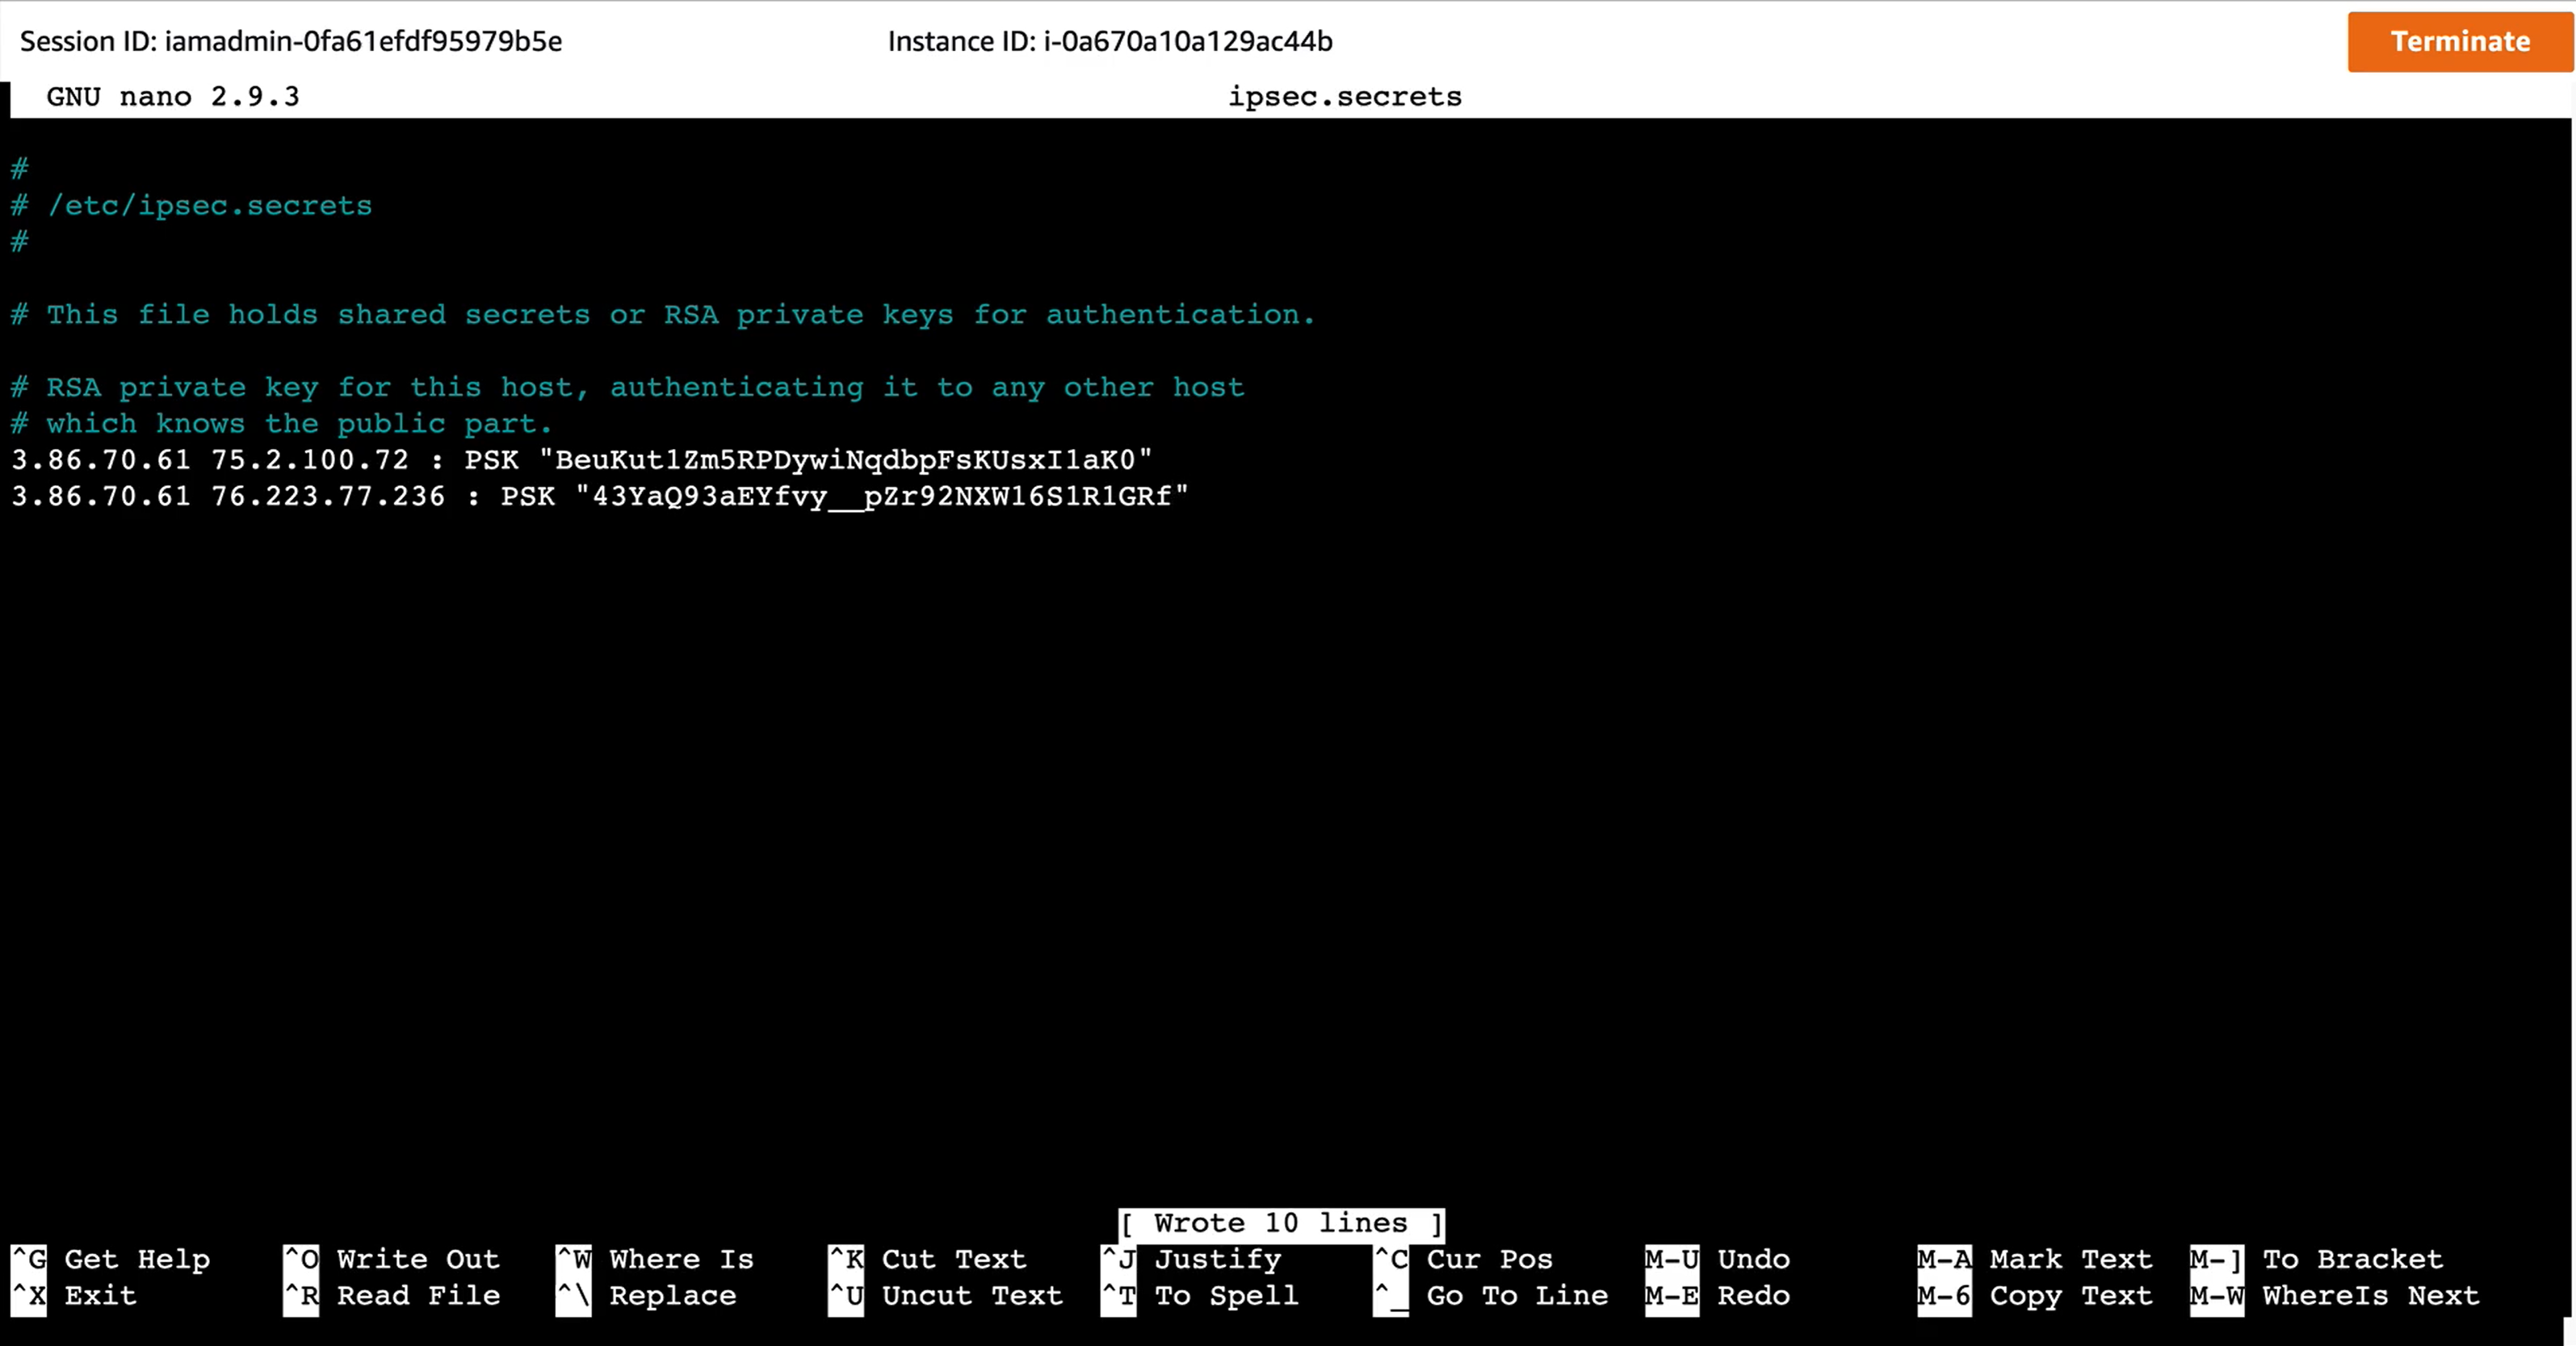 Session ID: iamadmin-0fa61efdf95979b5e Instance ID: i-0a670a10a129ac44b Terminate
GNU nano 2.9.3 ipsec.secrets
#
# /etc/ipsec.secrets
#
# This file holds shared secrets or RSA private keys for authentication.
# RSA private key for this host, authenticating it to any other host
# which knows the public part.
3.86.70.61 75.2.100.72 : PSK "BeuKut1Zm5RPDywiNqdbpFsKUsxI1aK0"
3.86.70.61 76.223.77.236 : PSK "43YaQ93aEYfvy__pZr92NXW16S1R1GRf"
[ Wrote 10 lines ]
^G Get Help ^O Write Out ^W Where Is ^K Cut Text ^J Justify ^C Cur Pos M-U Undo M-A Mark Text M-] To Bracket
^X Exit ^R Read File ^\ Replace ^U Uncut Text ^T To Spell ^_ Go To Line M-E Redo M-6 Copy Text M-W WhereIs Next